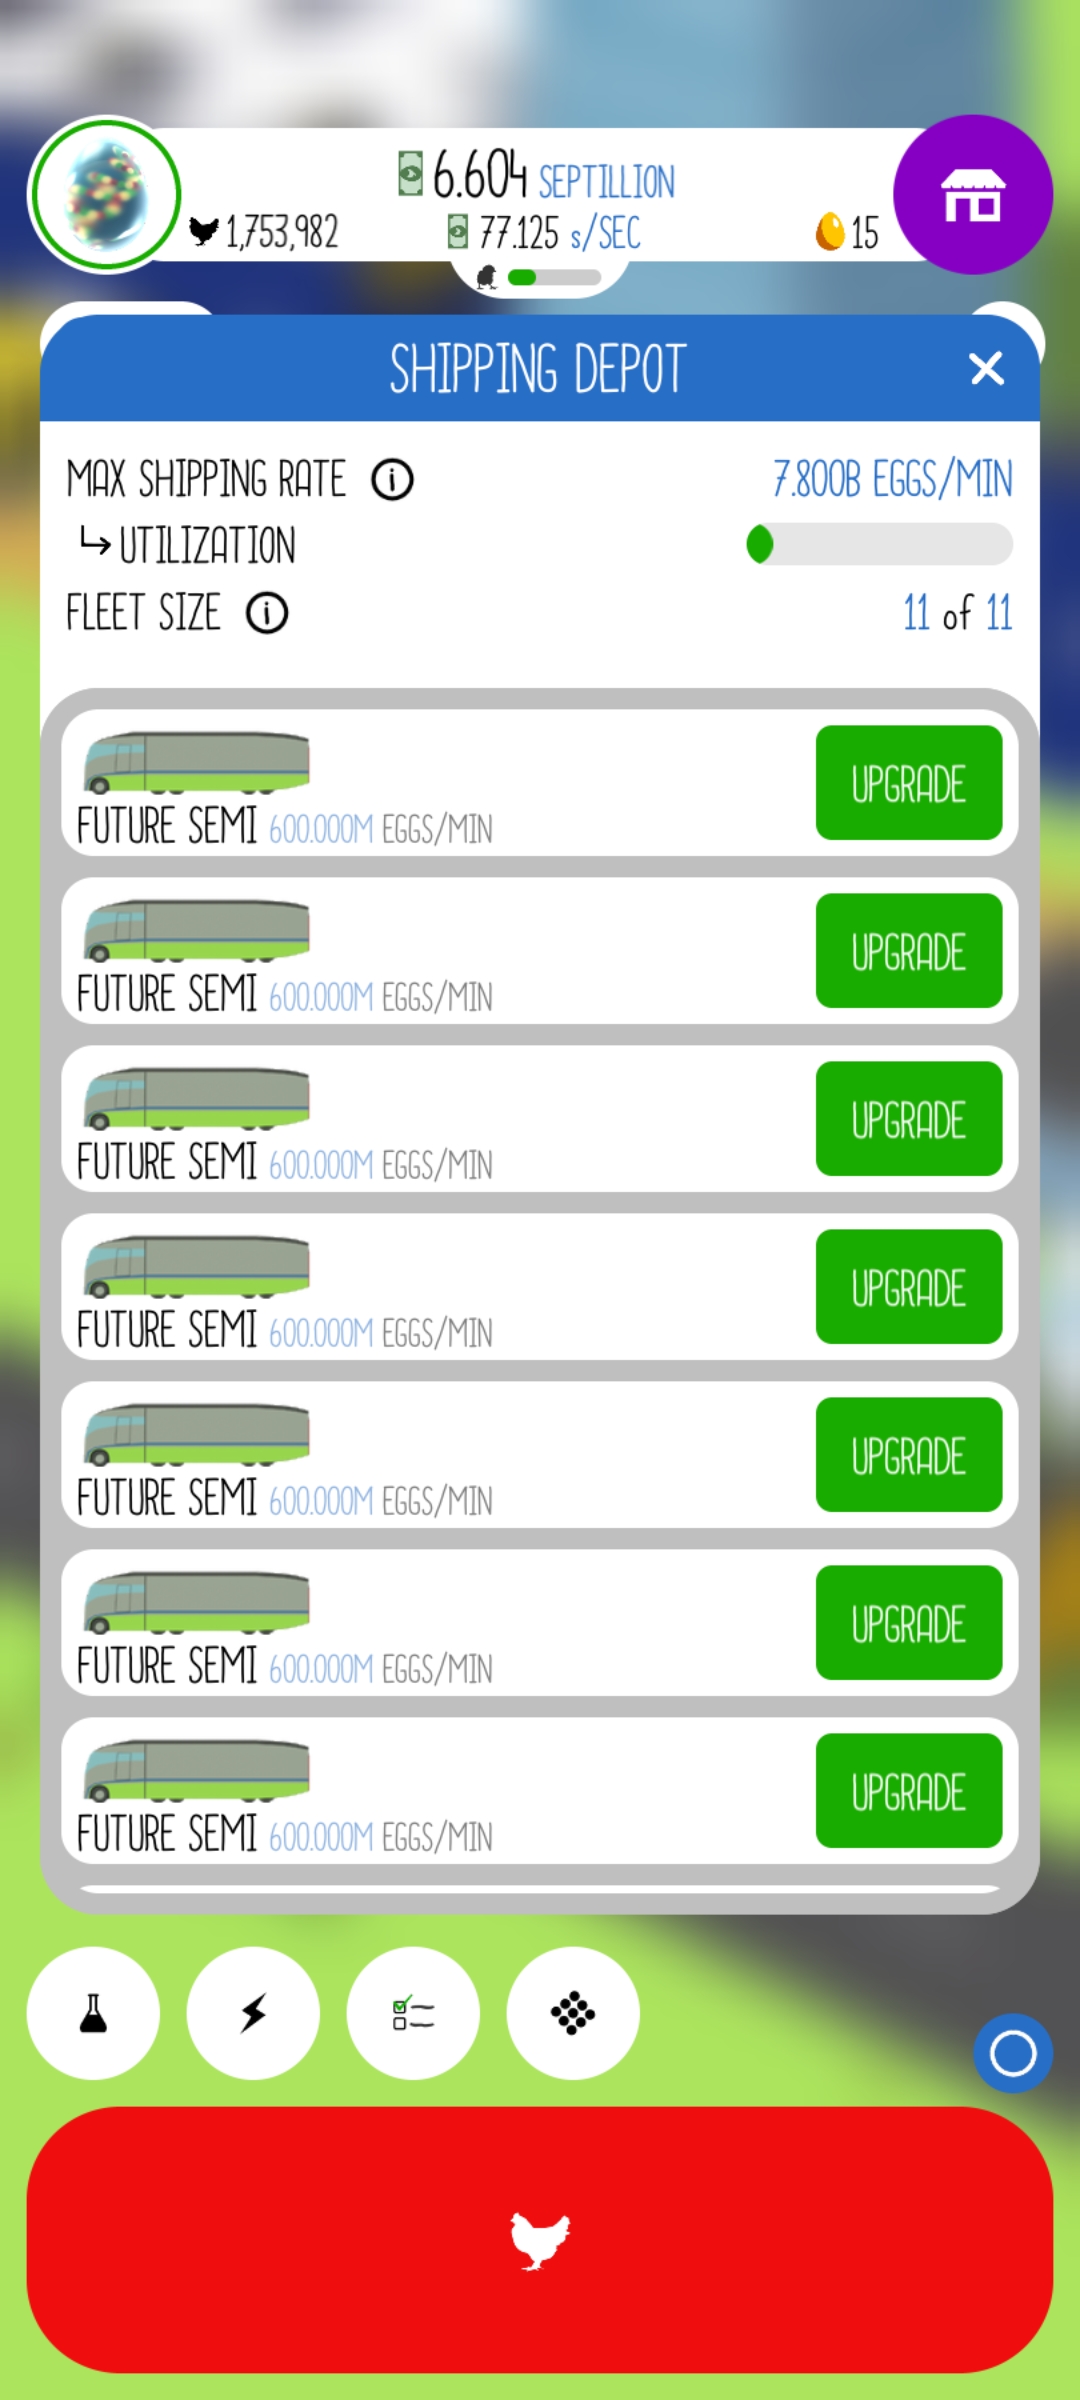 6.604 SEPTILLION
1,753,982 77.125 s/SEC 15
SHIPPING DEPOT
MAX SHIPPING RATE 7.800B EGGS/MIN
UTILIZATION
FLEET SIZE 11 of 11
UPGRADE
FUTURE SEMI 600.000M EGGS/MIN
UPGRADE
FUTURE SEMI 600.000M EGGS/MIN
UPGRADE
FUTURE SEMI 600.000M EGGS/MIN
UPGRADE
FUTURE SEMI 600.000M EGGS/MIN
UPGRADE
FUTURE SEMI 600.000M EGGS/MIN
UPGRADE
FUTURE SEMI 600.000M EGGS/MIN
UPGRADE
FUTURE SEMI 600.000M EGGS/MIN